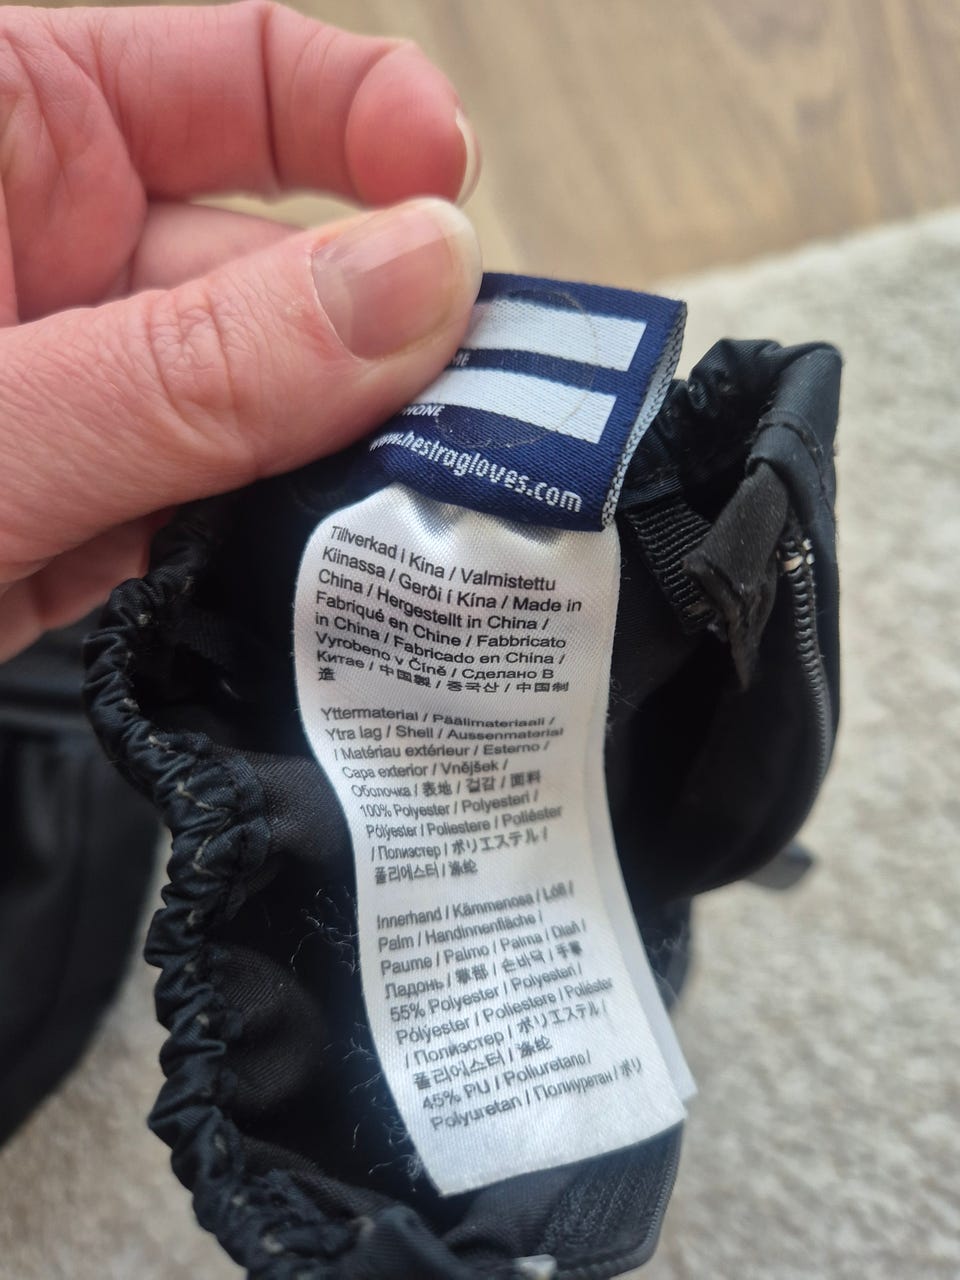 www.hestragloves.com
Tillverkad i Kina / Valmistettu
Kiinassa / Gerði í Kína / Made in
China / Hergestellt in China /
Fabriqué en Chine / Fabbricato
in China / Fabricado en China /
Vyrobeno v Číně / Сделано В
Китае / 中国製 / 중국산 / 中国制
造
Yttermaterial / Päälimateriaali /
Ytra lag / Shell / Aussenmaterial
/ Matériau extérieur / Esterno /
Capa exterior / Vnějšek /
Оболочка / 表地 / 겉감 / 面料
100% Polyester / Polyesteri /
Pólýester / Poliestere / Poliéster
/ Полиэстер / ポリエステル /
폴리에스터 / 涤纶
Innerhand / Kämmenosa / Lófi /
Palm / Handinnenfläche /
Paume / Palmo / Palma / Dlaň /
Ладонь / 掌部 / 손바닥 / 手掌
55% Polyester / Polyesteri /
Pólýester / Poliestere / Poliéster
/ Полиэстер / ポリエステル /
폴리에스터 / 涤纶
45% PU / Poliuretano /
Polyuretan / Полиуретан / ポリ